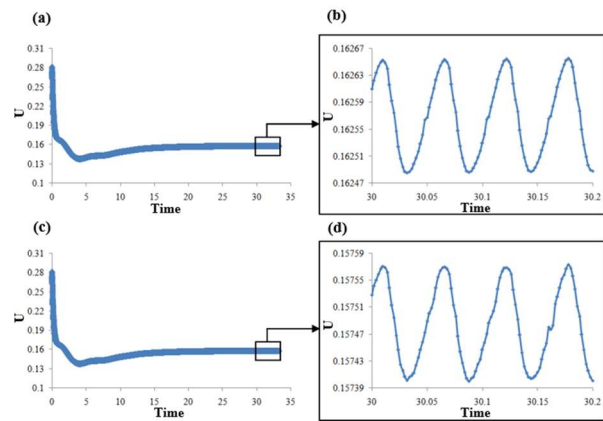 (a)
(b)
0.31
0.28
0.25
0.22
0.19
0.16
0.13
0.1
U
0 5 10 15 20 25 30 35
Time
0.16267
0.16263
0.16259
0.16255
0.16251
0.16247
U
30 30.05 30.1 30.15 30.2
Time
(c)
(d)
0.31
0.28
0.25
0.22
0.19
0.16
0.13
0.1
U
0 5 10 15 20 25 30 35
Time
0.15759
0.15755
0.15751
0.15747
0.15743
0.15739
U
30 30.05 30.1 30.15 30.2
Time